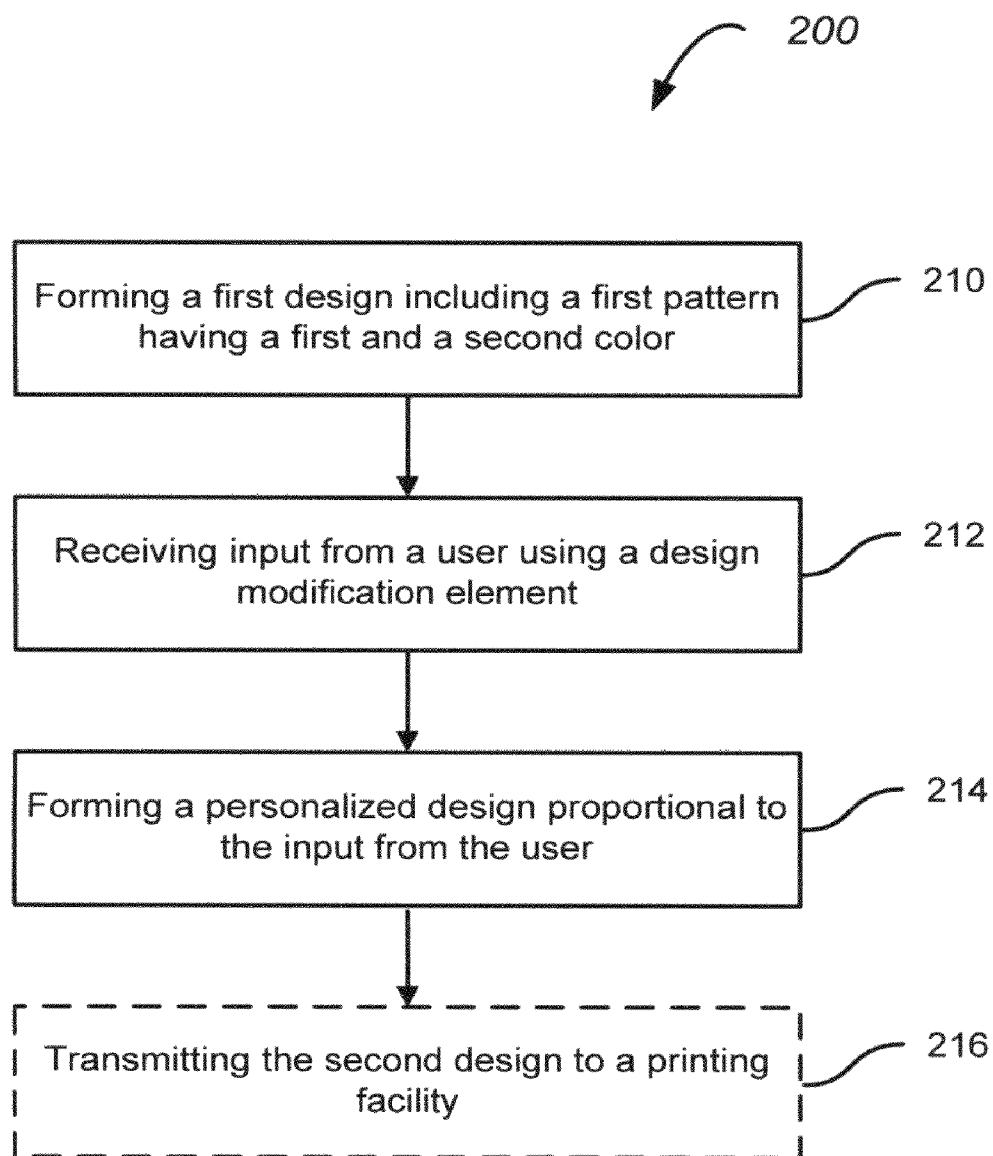 200
Forming a first design including a first pattern
having a first and a second color
210
Receiving input from a user using a design
modification element
212
Forming a personalized design proportional to
the input from the user
214
Transmitting the second design to a printing
facility
216